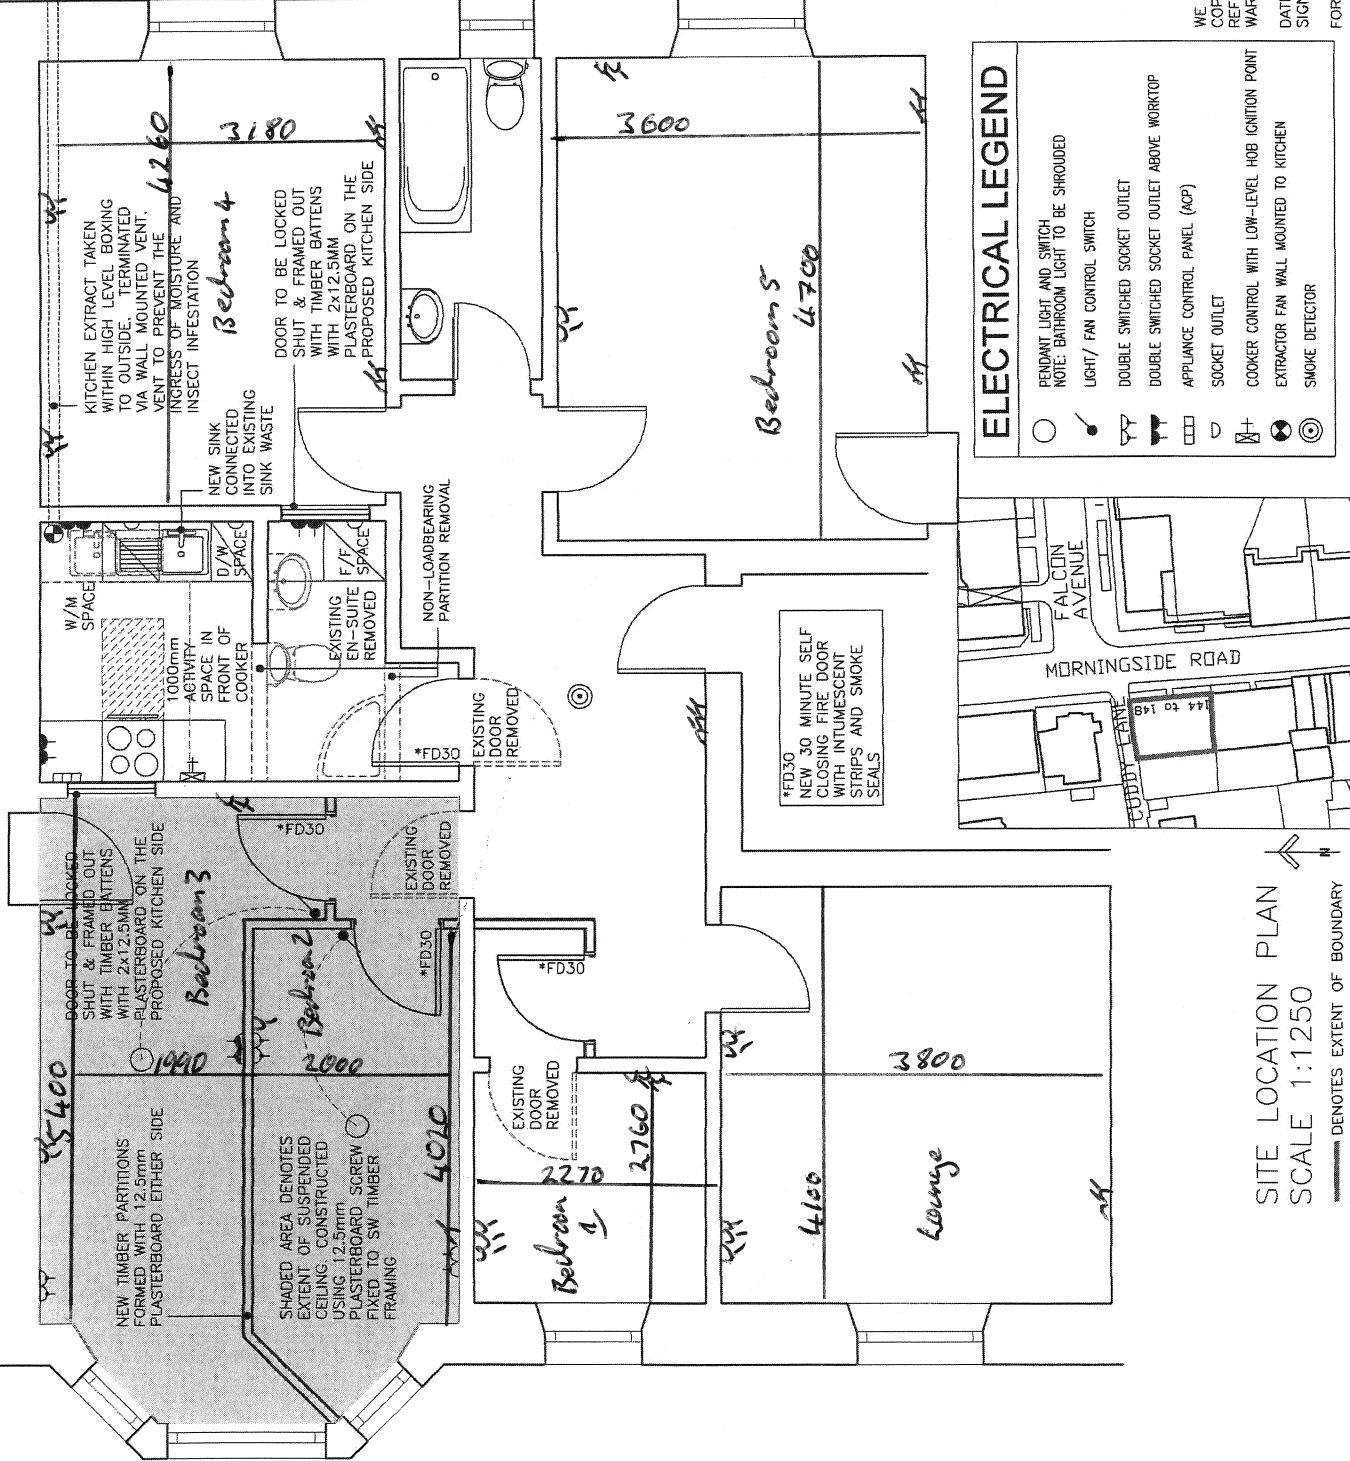 KITCHEN EXTRACT TAKEN
WITHIN HIGH LEVEL BOXING
TO OUTSIDE. TERMINATED
VIA WALL MOUNTED VENT.
VENT TO PREVENT THE
INGRESS OF MOISTURE AND
INSECT INFESTATION
4260
3180
Bedroom 4
DOOR TO BE LOCKED
SHUT & FRAMED OUT
WITH TIMBER BATTENS
WITH 2x12.5MM
PLASTERBOARD ON THE
PROPOSED KITCHEN SIDE
NEW SINK
CONNECTED
INTO EXISTING
SINK WASTE
3600
4700
Bedroom 5
W/M
SPACE
D/W
SPACE
F/F
SPACE
1000mm
ACTIVITY
SPACE IN
FRONT OF
COOKER
EXISTING
EN-SUITE
REMOVED
NON-LOADBEARING
PARTITION REMOVAL
*FD30
EXISTING
DOOR
REMOVED
DOOR TO BE LOCKED
SHUT & FRAMED OUT
WITH TIMBER BATTENS
WITH 2x12.5MM
PLASTERBOARD ON THE
PROPOSED KITCHEN SIDE
*FD30
EXISTING
DOOR
REMOVED
Bedroom 3
Bedroom 2
*FD30
*FD30
5400
1990
2000
4020
NEW TIMBER PARTITIONS
FORMED WITH 12.5mm
PLASTERBOARD EITHER SIDE
SHADED AREA DENOTES
EXTENT OF SUSPENDED
CEILING. CONSTRUCTED
USING 12.5mm
PLASTERBOARD SCREW
FIXED TO SW TIMBER
FRAMING
EXISTING
DOOR
REMOVED
2270
2760
Bedroom
1
3800
4100
Lounge
*FD30
NEW 30 MINUTE SELF
CLOSING FIRE DOOR
WITH INTUMESCENT
STRIPS AND SMOKE
SEALS
ELECTRICAL LEGEND
PENDANT LIGHT AND SWITCH
NOTE: BATHROOM LIGHT TO BE SHROUDED
LIGHT/ FAN CONTROL SWITCH
DOUBLE SWITCHED SOCKET OUTLET
DOUBLE SWITCHED SOCKET OUTLET ABOVE WORKTOP
APPLIANCE CONTROL PANEL (ACP)
SOCKET OUTLET
COOKER CONTROL WITH LOW-LEVEL HOB IGNITION POINT
EXTRACTOR FAN WALL MOUNTED TO KITCHEN
SMOKE DETECTOR
FALCON
AVENUE
MORNINGSIDE ROAD
CUDDY LANE
144 to 148
N
SITE LOCATION PLAN
SCALE 1:1250
DENOTES EXTENT OF BOUNDARY
WE
COP
REF
WAR
DAT
SIGN
FOR